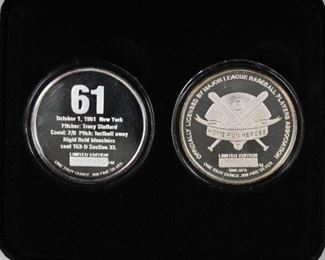 61
October 1, 1961 New York
Pitcher: Tracy Stallard
Count: 2/0 Pitch: fastball away
Right Field bleachers
seat 163-D Section 33.
LIMITED EDITION
ONE TROY OUNCE .999 FINE SILVER
OFFICIALLY LICENSED BY MAJOR LEAGUE BASEBALL PLAYERS ASSOCIATION
HOME RUN HEROES
LIMITED EDITION
ONE TROY OUNCE .999 FINE SILVER